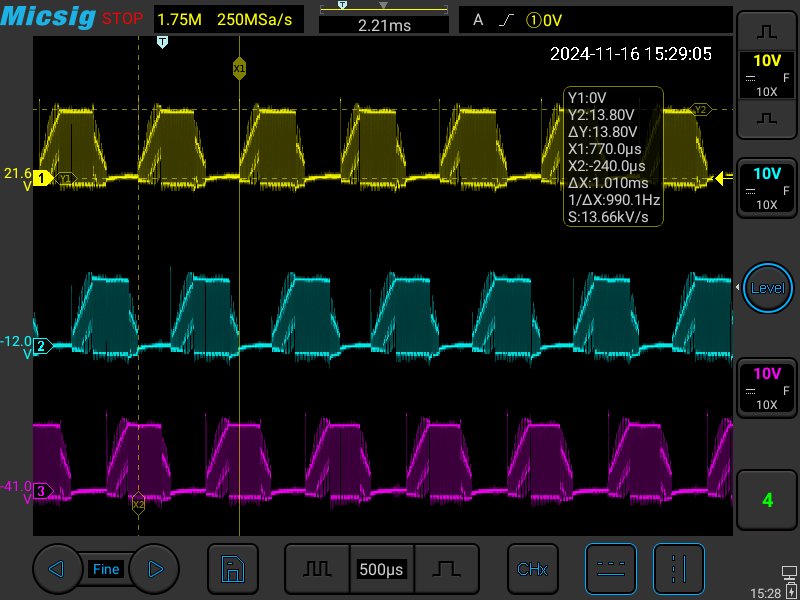 Micsig STOP 1.75M 250MSa/s T 2.21ms A ①0V
T
2024-11-16 15:29:05
X1
10V
F
10X
Y1:0V
Y2:13.80V
ΔY:13.80V
X1:770.0μs
X2:-240.0μs
ΔX:1.010ms
1/ΔX:990.1Hz
S:13.66kV/s
Y2
21.6
V
1
Y1
10V
F
10X
Level
-12.0
V
2
10V
F
10X
-41.0
V
3
X2
4
Fine
500μs
CHx
15:28